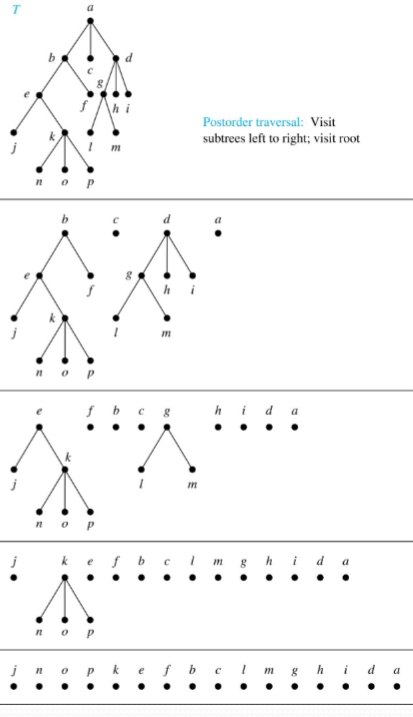 T
a
b
d
c
g
e
f
h i
k
j
l
m
n o p
Postorder traversal: Visit
subtrees left to right; visit root
b c d a
e
g
f
h i
k
j
l
m
n o p
e f b c g h i d a
k
j
l
m
n o p
j k e f b c l m g h i d a
n o p
j n o p k e f b c l m g h i d a